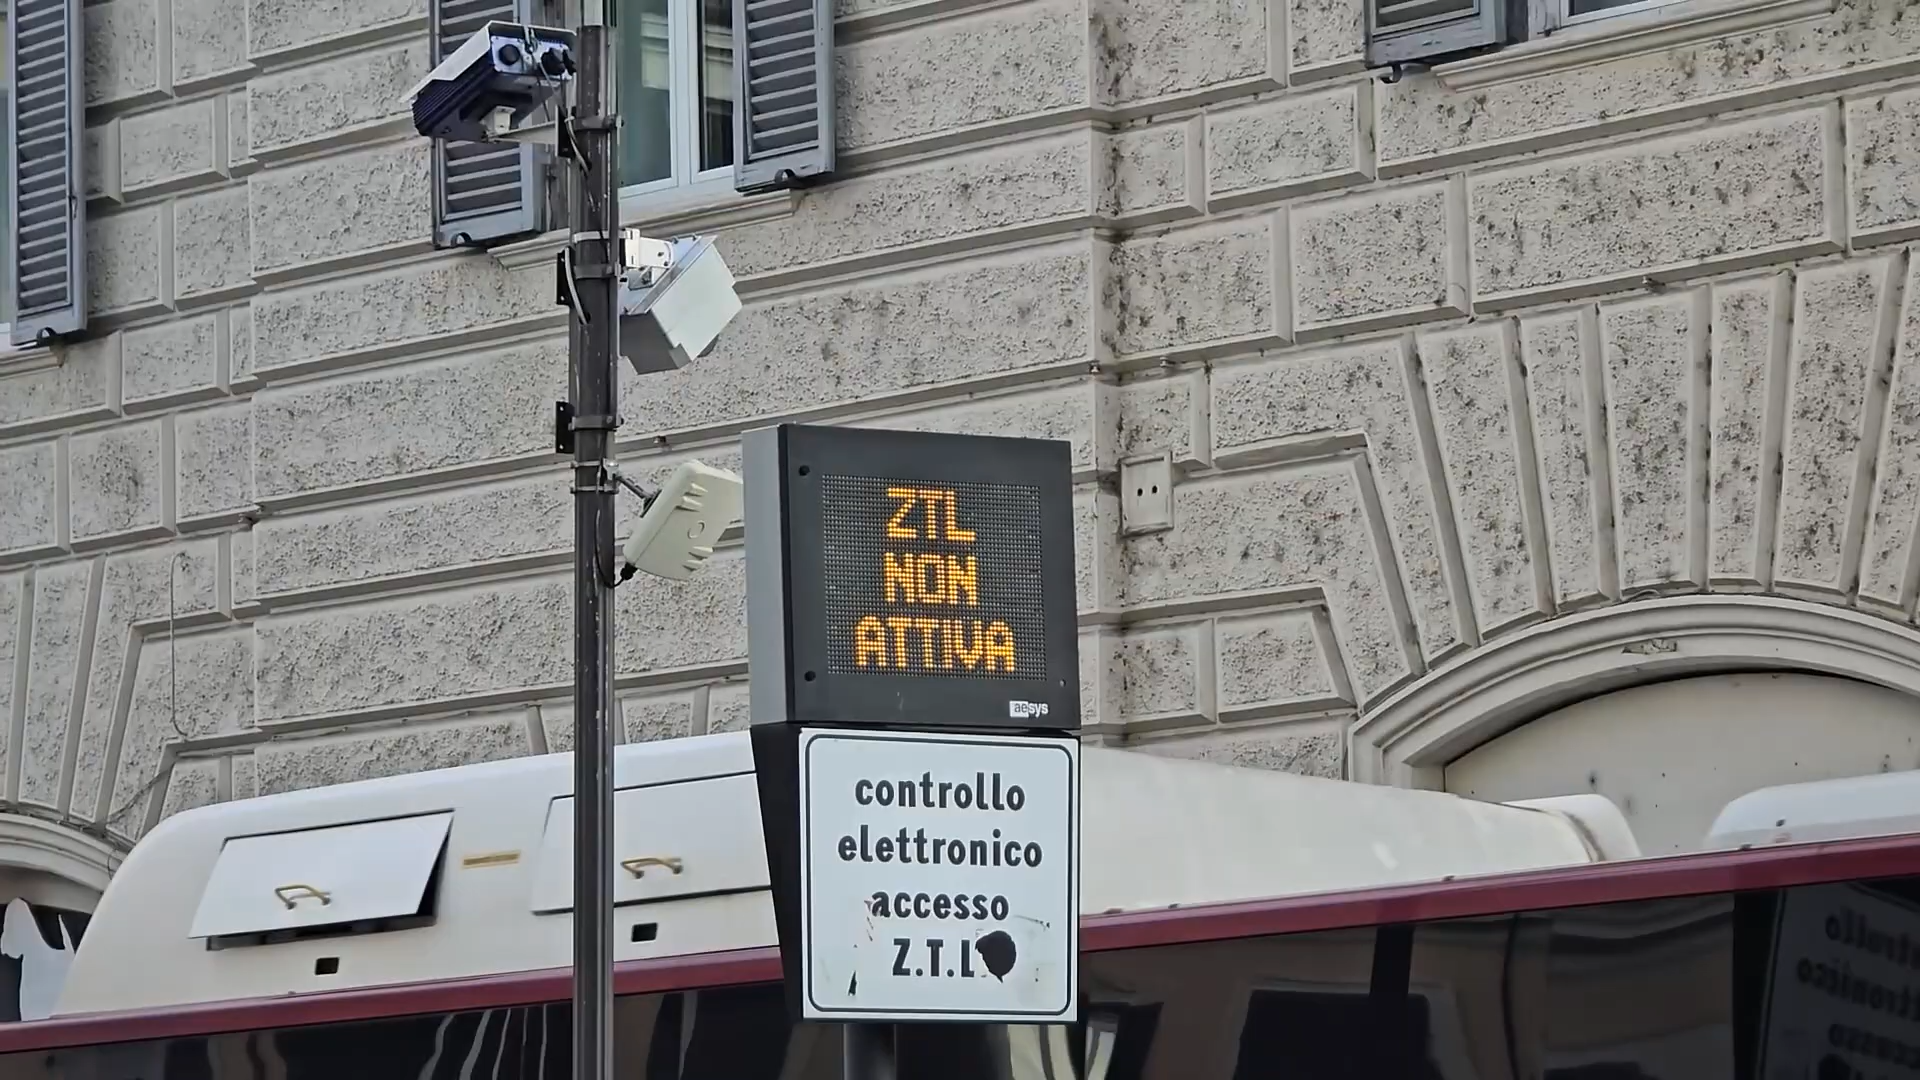 ZTL
NON
ATTIVA
aesys
controllo
elettronico
accesso
Z.T.L